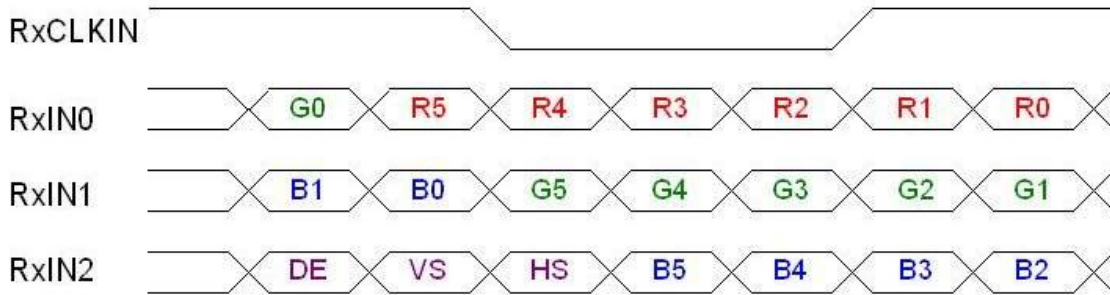 RxCLKIN
RxIN0 G0 R5 R4 R3 R2 R1 R0
RxIN1 B1 B0 G5 G4 G3 G2 G1
RxIN2 DE VS HS B5 B4 B3 B2